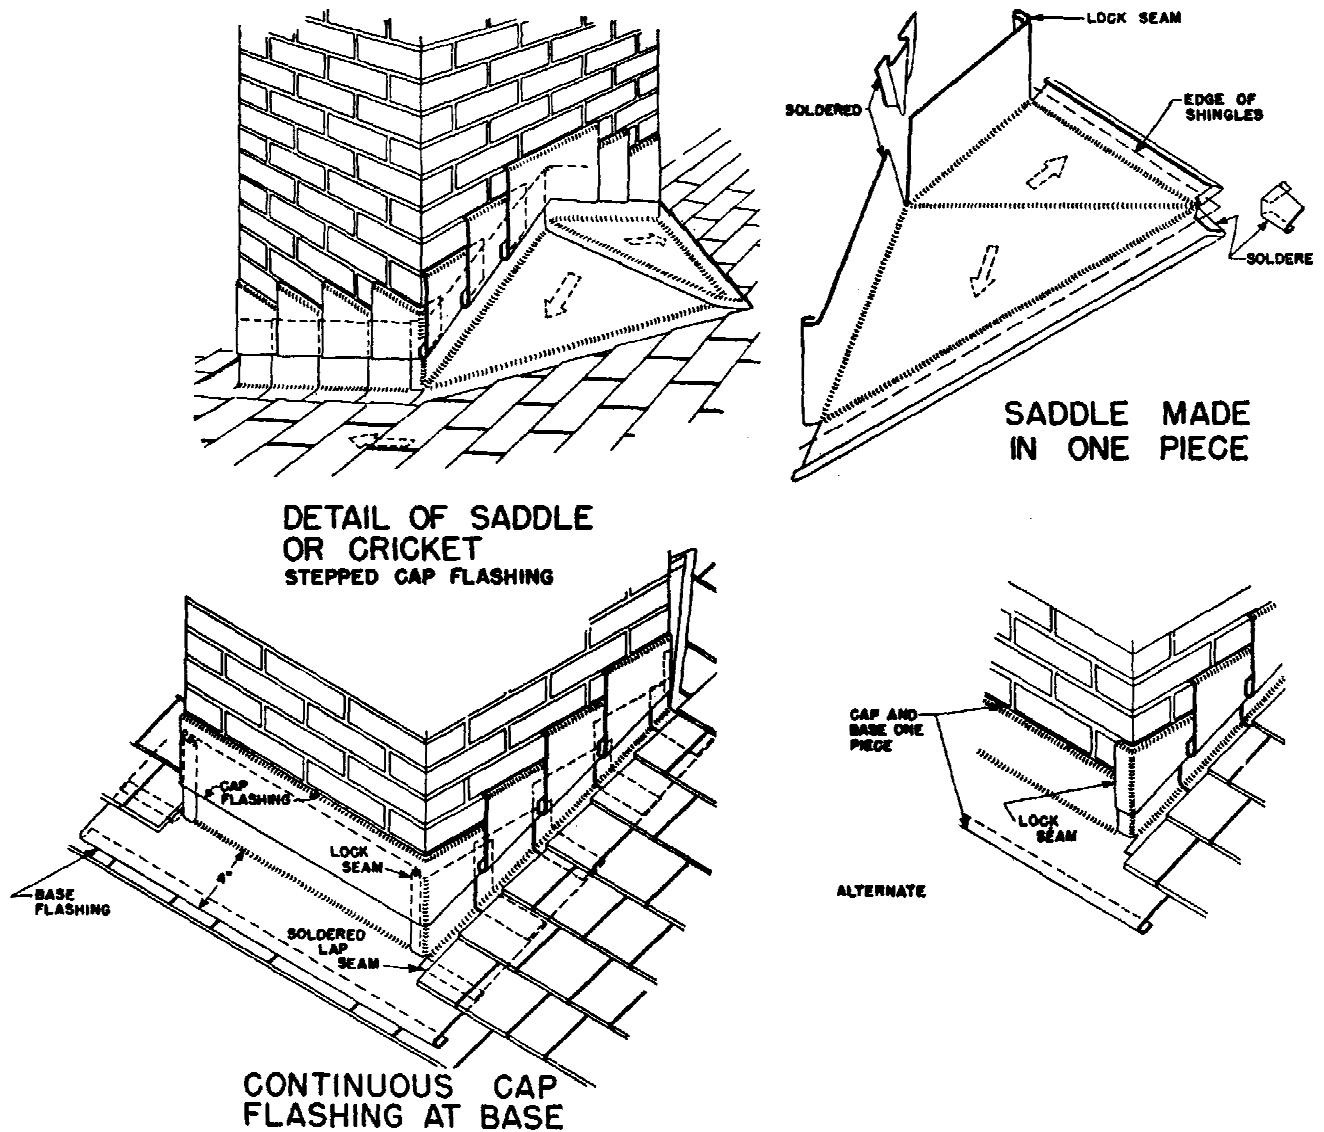 LOCK SEAM
SOLDERED
EDGE OF
SHINGLES
SOLDERE
SADDLE MADE
IN ONE PIECE
DETAIL OF SADDLE
OR CRICKET
STEPPED CAP FLASHING
CAP
FLASHING
LOCK
SEAM
4"
BASE
FLASHING
SOLDERED
LAP
SEAM
CONTINUOUS CAP
FLASHING AT BASE
CAP AND
BASE ONE
PIECE
LOCK
SEAM
ALTERNATE